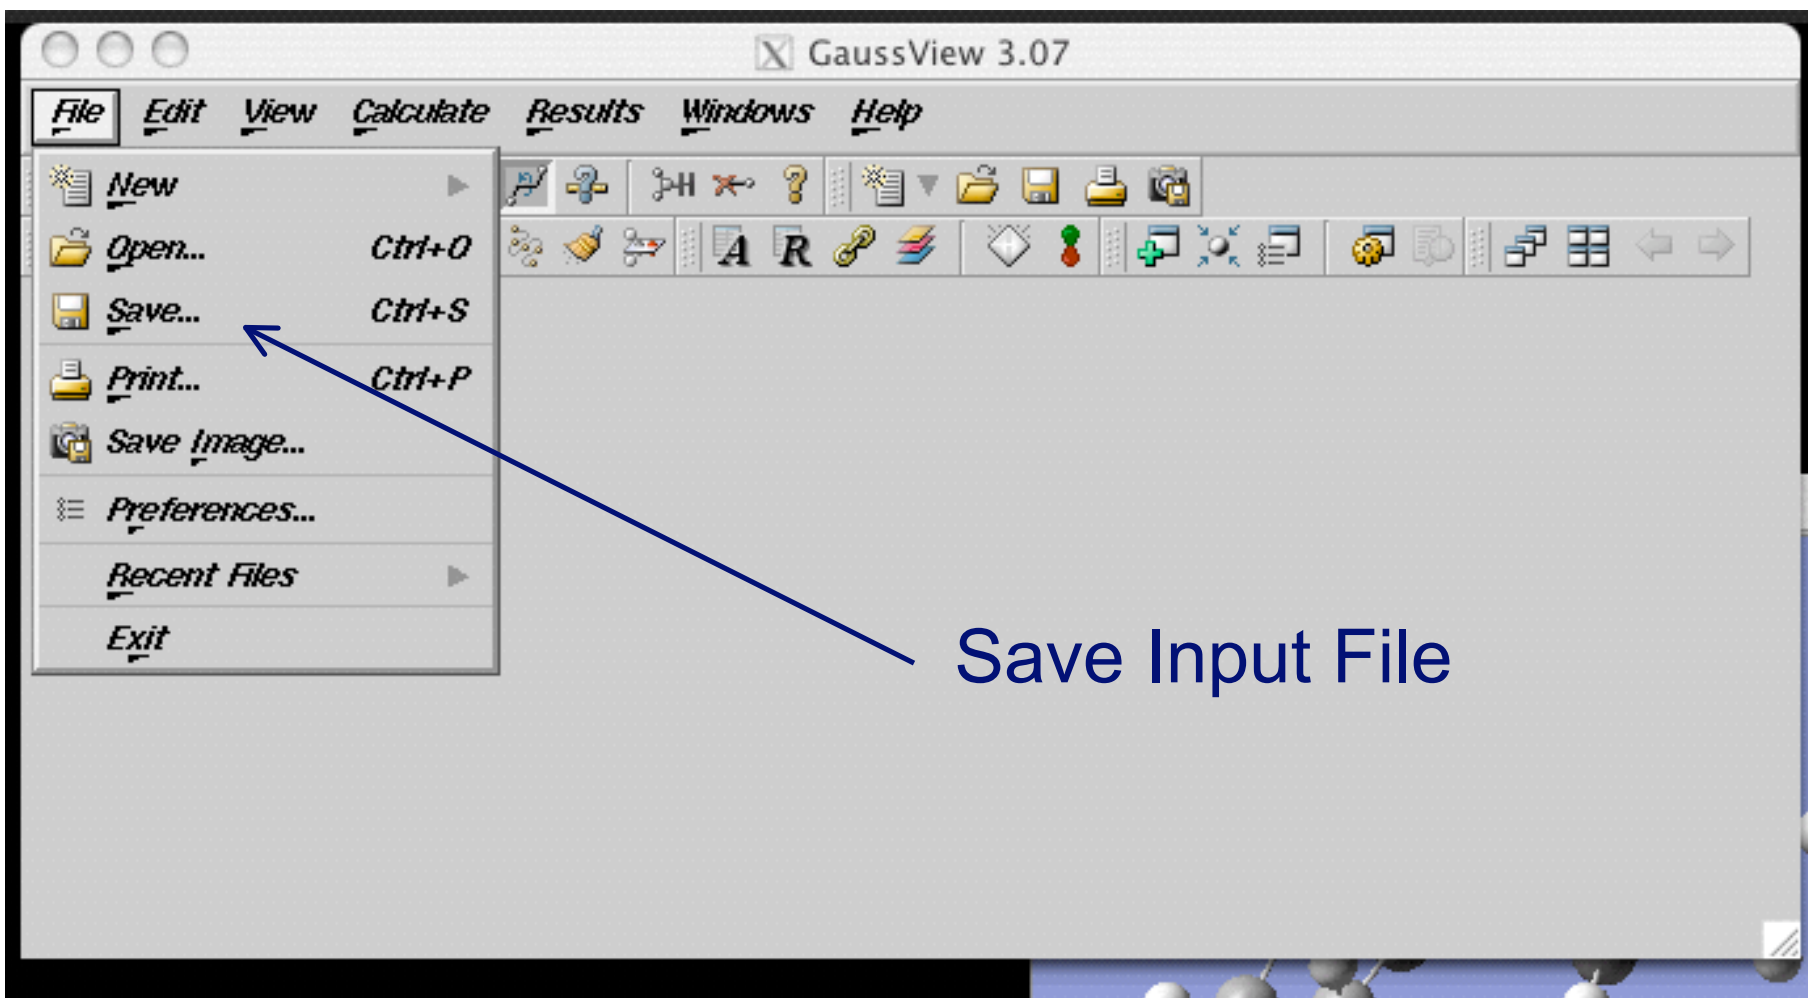 X GaussView 3.07
File Edit View Calculate Results Windows Help
New
Open... Ctrl+O
Save... Ctrl+S
Print... Ctrl+P
Save Image...
Preferences...
Recent Files
Exit
H ?
A R
Save Input File